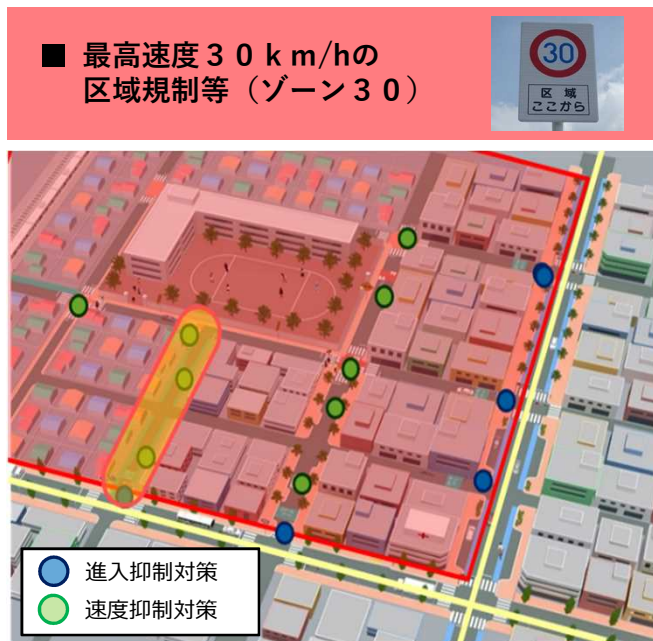 ■ 最高速度３０ｋｍ/hの
区域規制等（ゾーン３０）
30
区域
ここから
進入抑制対策
速度抑制対策